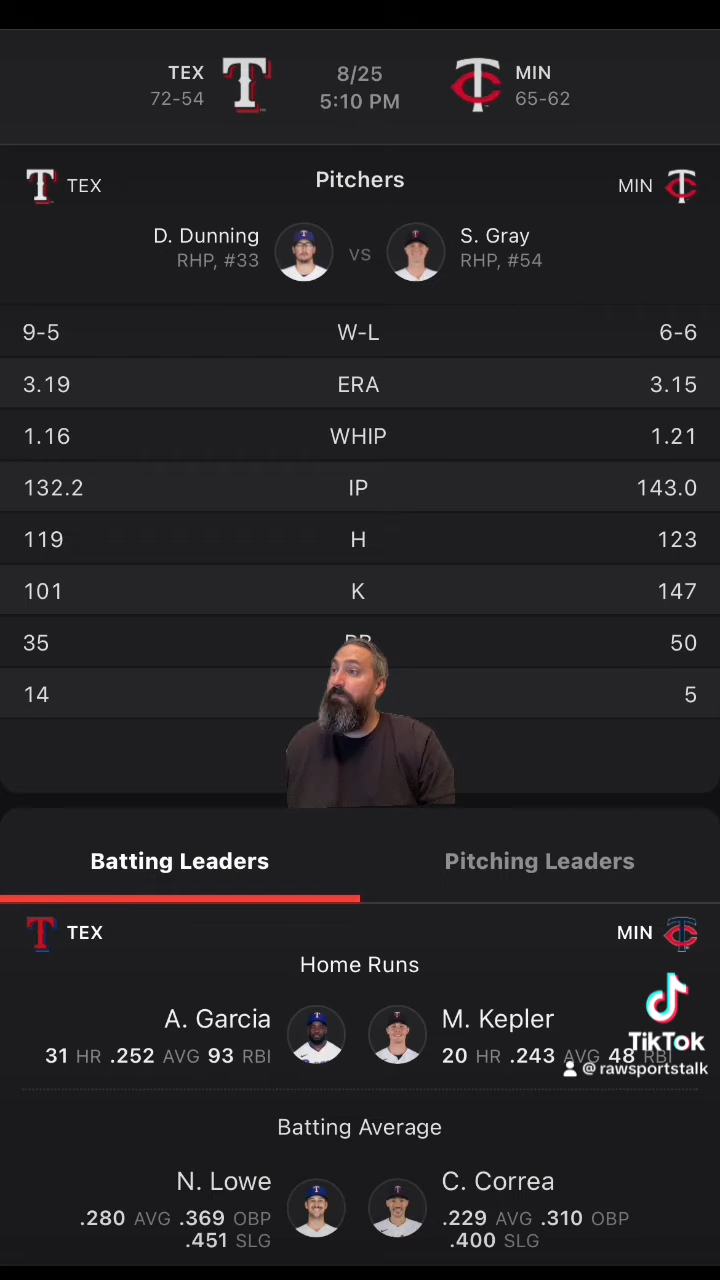 TEX
72-54
8/25
5:10 PM
MIN
65-62
TEX
Pitchers
MIN
D. Dunning
RHP, #33
VS
S. Gray
RHP, #54
9-5 W-L 6-6
3.19 ERA 3.15
1.16 WHIP 1.21
132.2 IP 143.0
119 H 123
101 K 147
35 BB 50
14 5
Batting Leaders
Pitching Leaders
TEX
MIN
Home Runs
A. Garcia
31 HR .252 AVG 93 RBI
M. Kepler
20 HR .243 AVG 48 RBI
TikTok
@rawsportstalk
Batting Average
N. Lowe
.280 AVG .369 OBP
.451 SLG
C. Correa
.229 AVG .310 OBP
.400 SLG